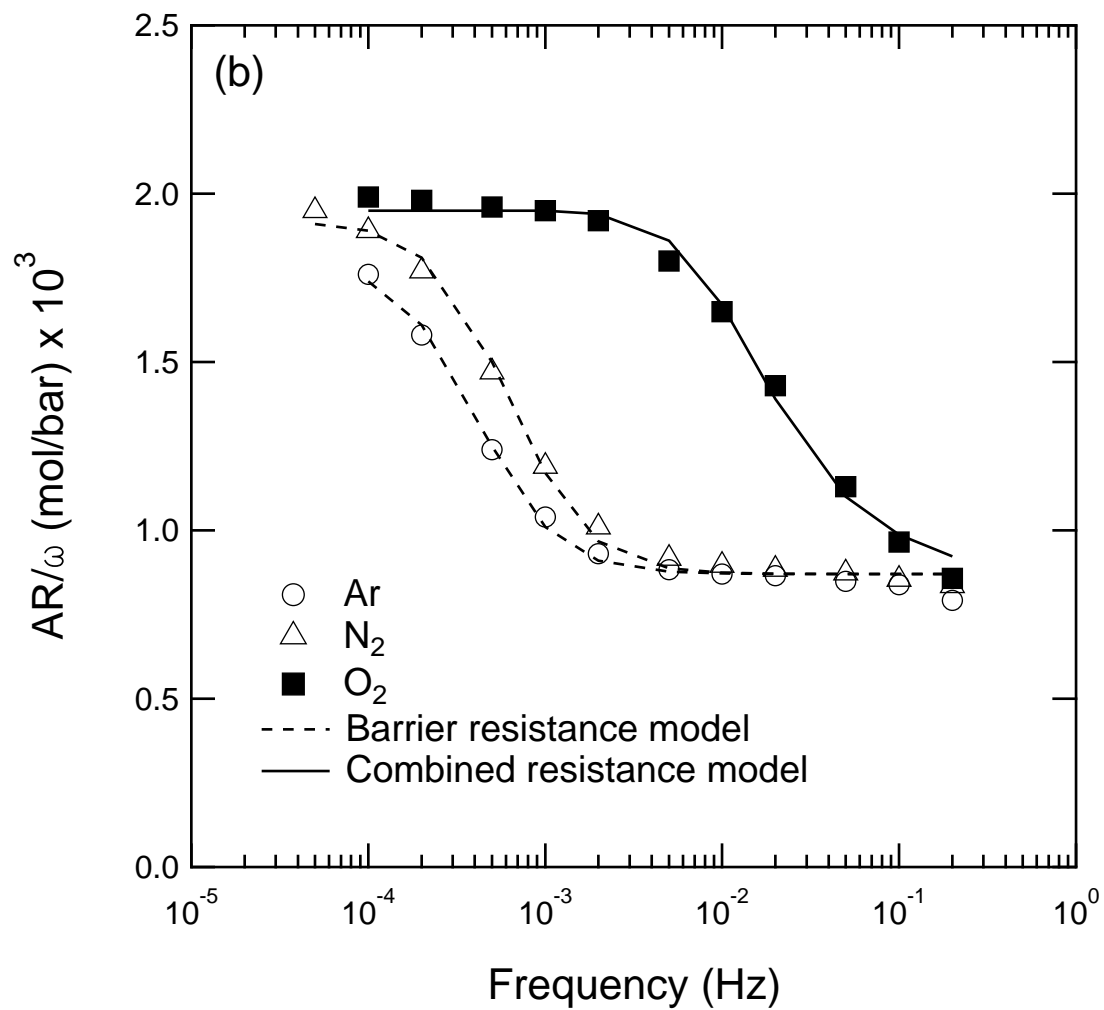 2.5
(b)
2.0
1.5
1.0
0.5
0.0
AR/ω (mol/bar) x 10³
Ar
N₂
O₂
Barrier resistance model
Combined resistance model
10⁻⁵ 10⁻⁴ 10⁻³ 10⁻² 10⁻¹ 10⁰
Frequency (Hz)